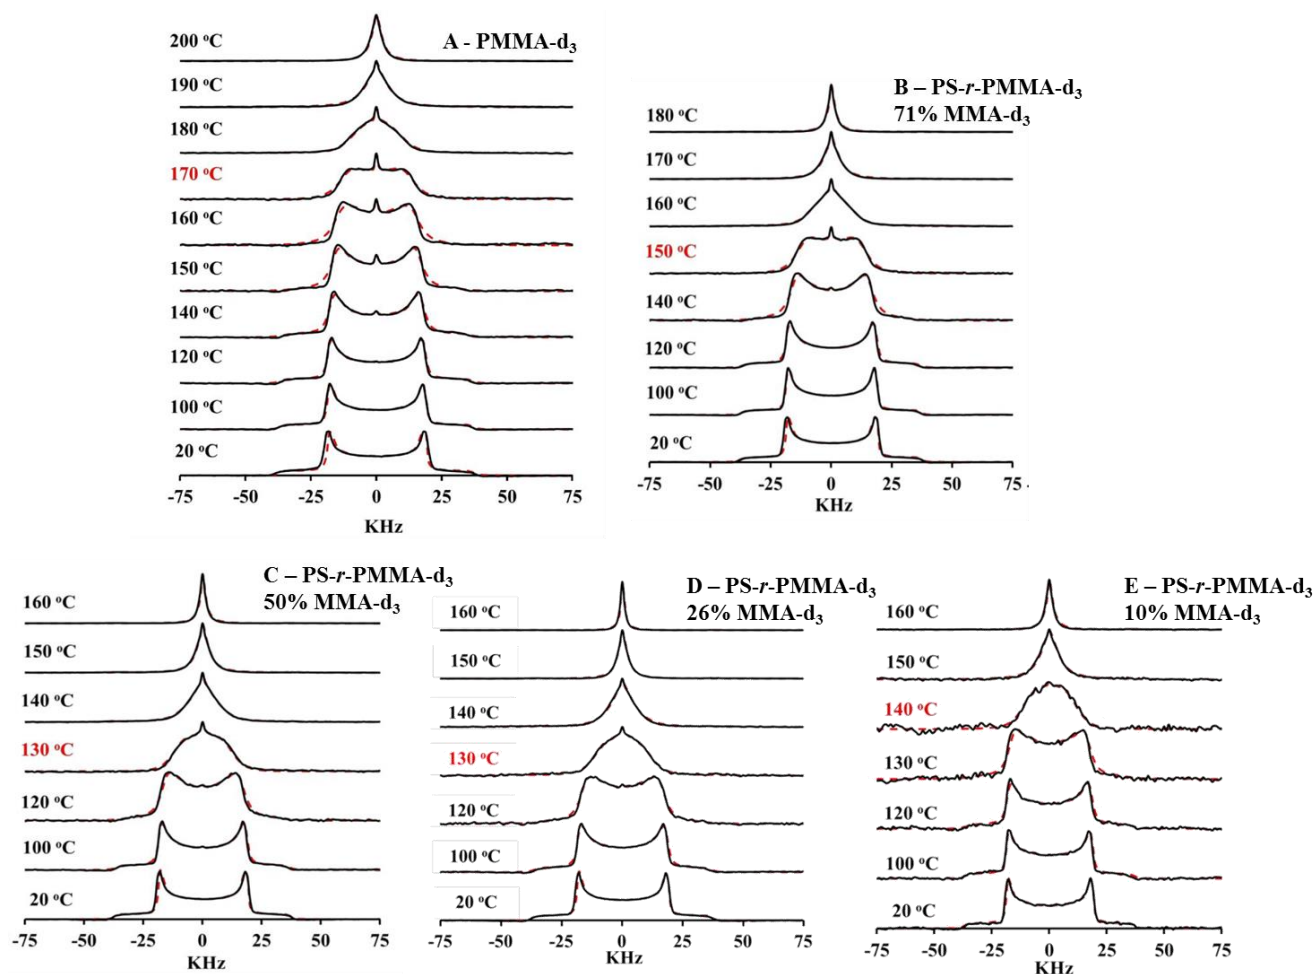 A - PMMA-d3
200 °C
190 °C
180 °C
170 °C
160 °C
150 °C
140 °C
120 °C
100 °C
20 °C
-75 -50 -25 0 25 50 75
KHz
B – PS-r-PMMA-d3
71% MMA-d3
180 °C
170 °C
160 °C
150 °C
140 °C
120 °C
100 °C
20 °C
-75 -50 -25 0 25 50 75
KHz
C – PS-r-PMMA-d3
50% MMA-d3
160 °C
150 °C
140 °C
130 °C
120 °C
100 °C
20 °C
-75 -50 -25 0 25 50 75
KHz
D – PS-r-PMMA-d3
26% MMA-d3
160 °C
150 °C
140 °C
130 °C
120 °C
100 °C
20 °C
-75 -50 -25 0 25 50 75
KHz
E – PS-r-PMMA-d3
10% MMA-d3
160 °C
150 °C
140 °C
130 °C
120 °C
100 °C
20 °C
-75 -50 -25 0 25 50 75
KHz